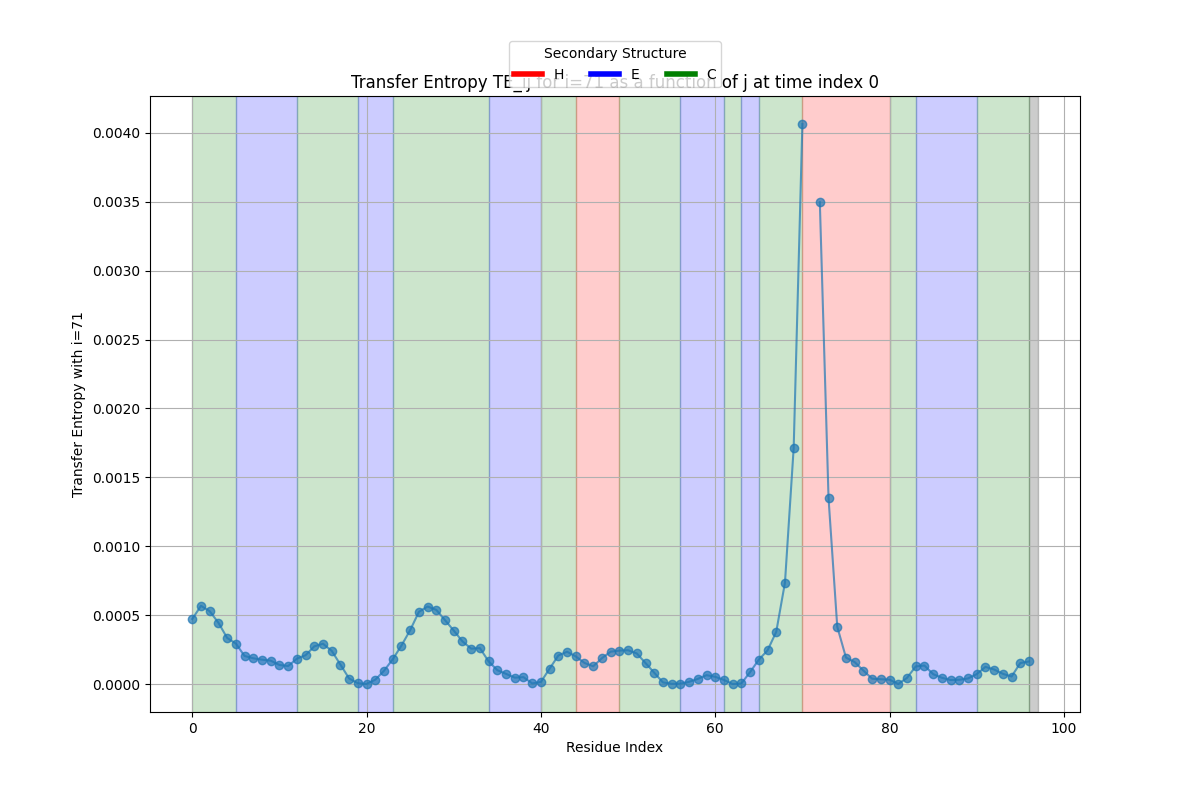 Secondary Structure
H E C
Transfer Entropy TE_ij for i=71 as a function of j at time index 0
0.0040
0.0035
0.0030
0.0025
0.0020
0.0015
0.0010
0.0005
0.0000
Transfer Entropy with i=71
0 20 40 60 80 100
Residue Index